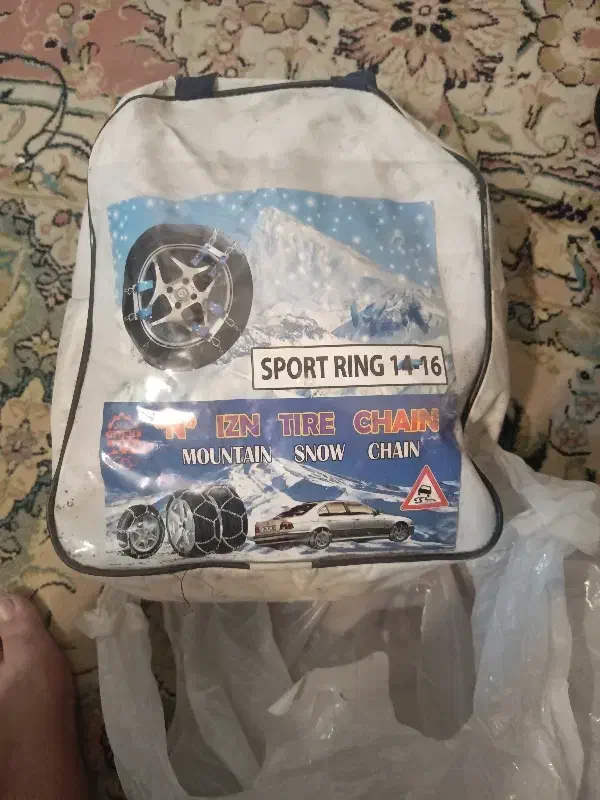 SPORT RING 14-16
"N" IZN TIRE CHAIN
MOUNTAIN SNOW CHAIN